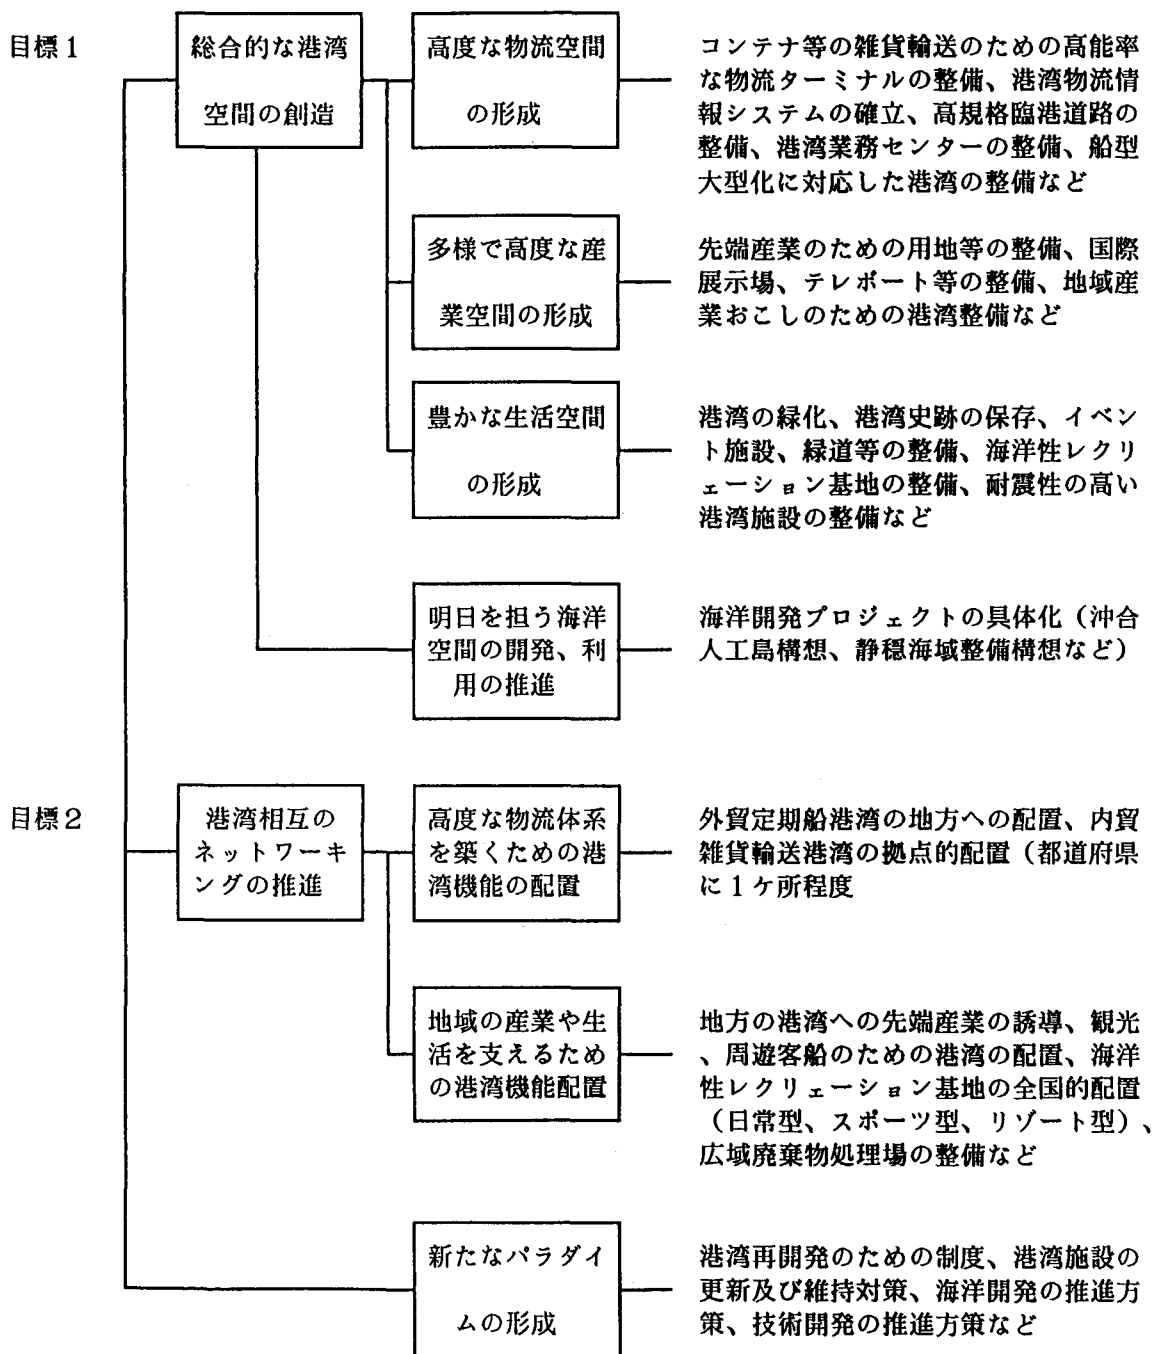 目標1
総合的な港湾
空間の創造
高度な物流空間
の形成
コンテナ等の雑貨輸送のための高能率
な物流ターミナルの整備、港湾物流情
報システムの確立、高規格臨港道路の
整備、港湾業務センターの整備、船型
大型化に対応した港湾の整備など
多様で高度な産
業空間の形成
先端産業のための用地等の整備、国際
展示場、テレポート等の整備、地域産
業おこしのための港湾整備など
豊かな生活空間
の形成
港湾の緑化、港湾史跡の保存、イベン
ト施設、緑道等の整備、海洋性レクリ
ェーション基地の整備、耐震性の高い
港湾施設の整備など
明日を担う海洋
空間の開発、利
用の推進
海洋開発プロジェクトの具体化（沖合
人工島構想、静穏海域整備構想など）
目標2
港湾相互の
ネットワーキ
ングの推進
高度な物流体系
を築くための港
湾機能の配置
外貿定期船港湾の地方への配置、内貿
雑貨輸送港湾の拠点的配置（都道府県
に1ケ所程度
地域の産業や生
活を支えるため
の港湾機能配置
地方の港湾への先端産業の誘導、観光
、周遊客船のための港湾の配置、海洋
性レクリェーション基地の全国的配置
（日常型、スポーツ型、リゾート型）、
広域廃棄物処理場の整備など
新たなパラダイ
ムの形成
港湾再開発のための制度、港湾施設の
更新及び維持対策、海洋開発の推進方
策、技術開発の推進方策など